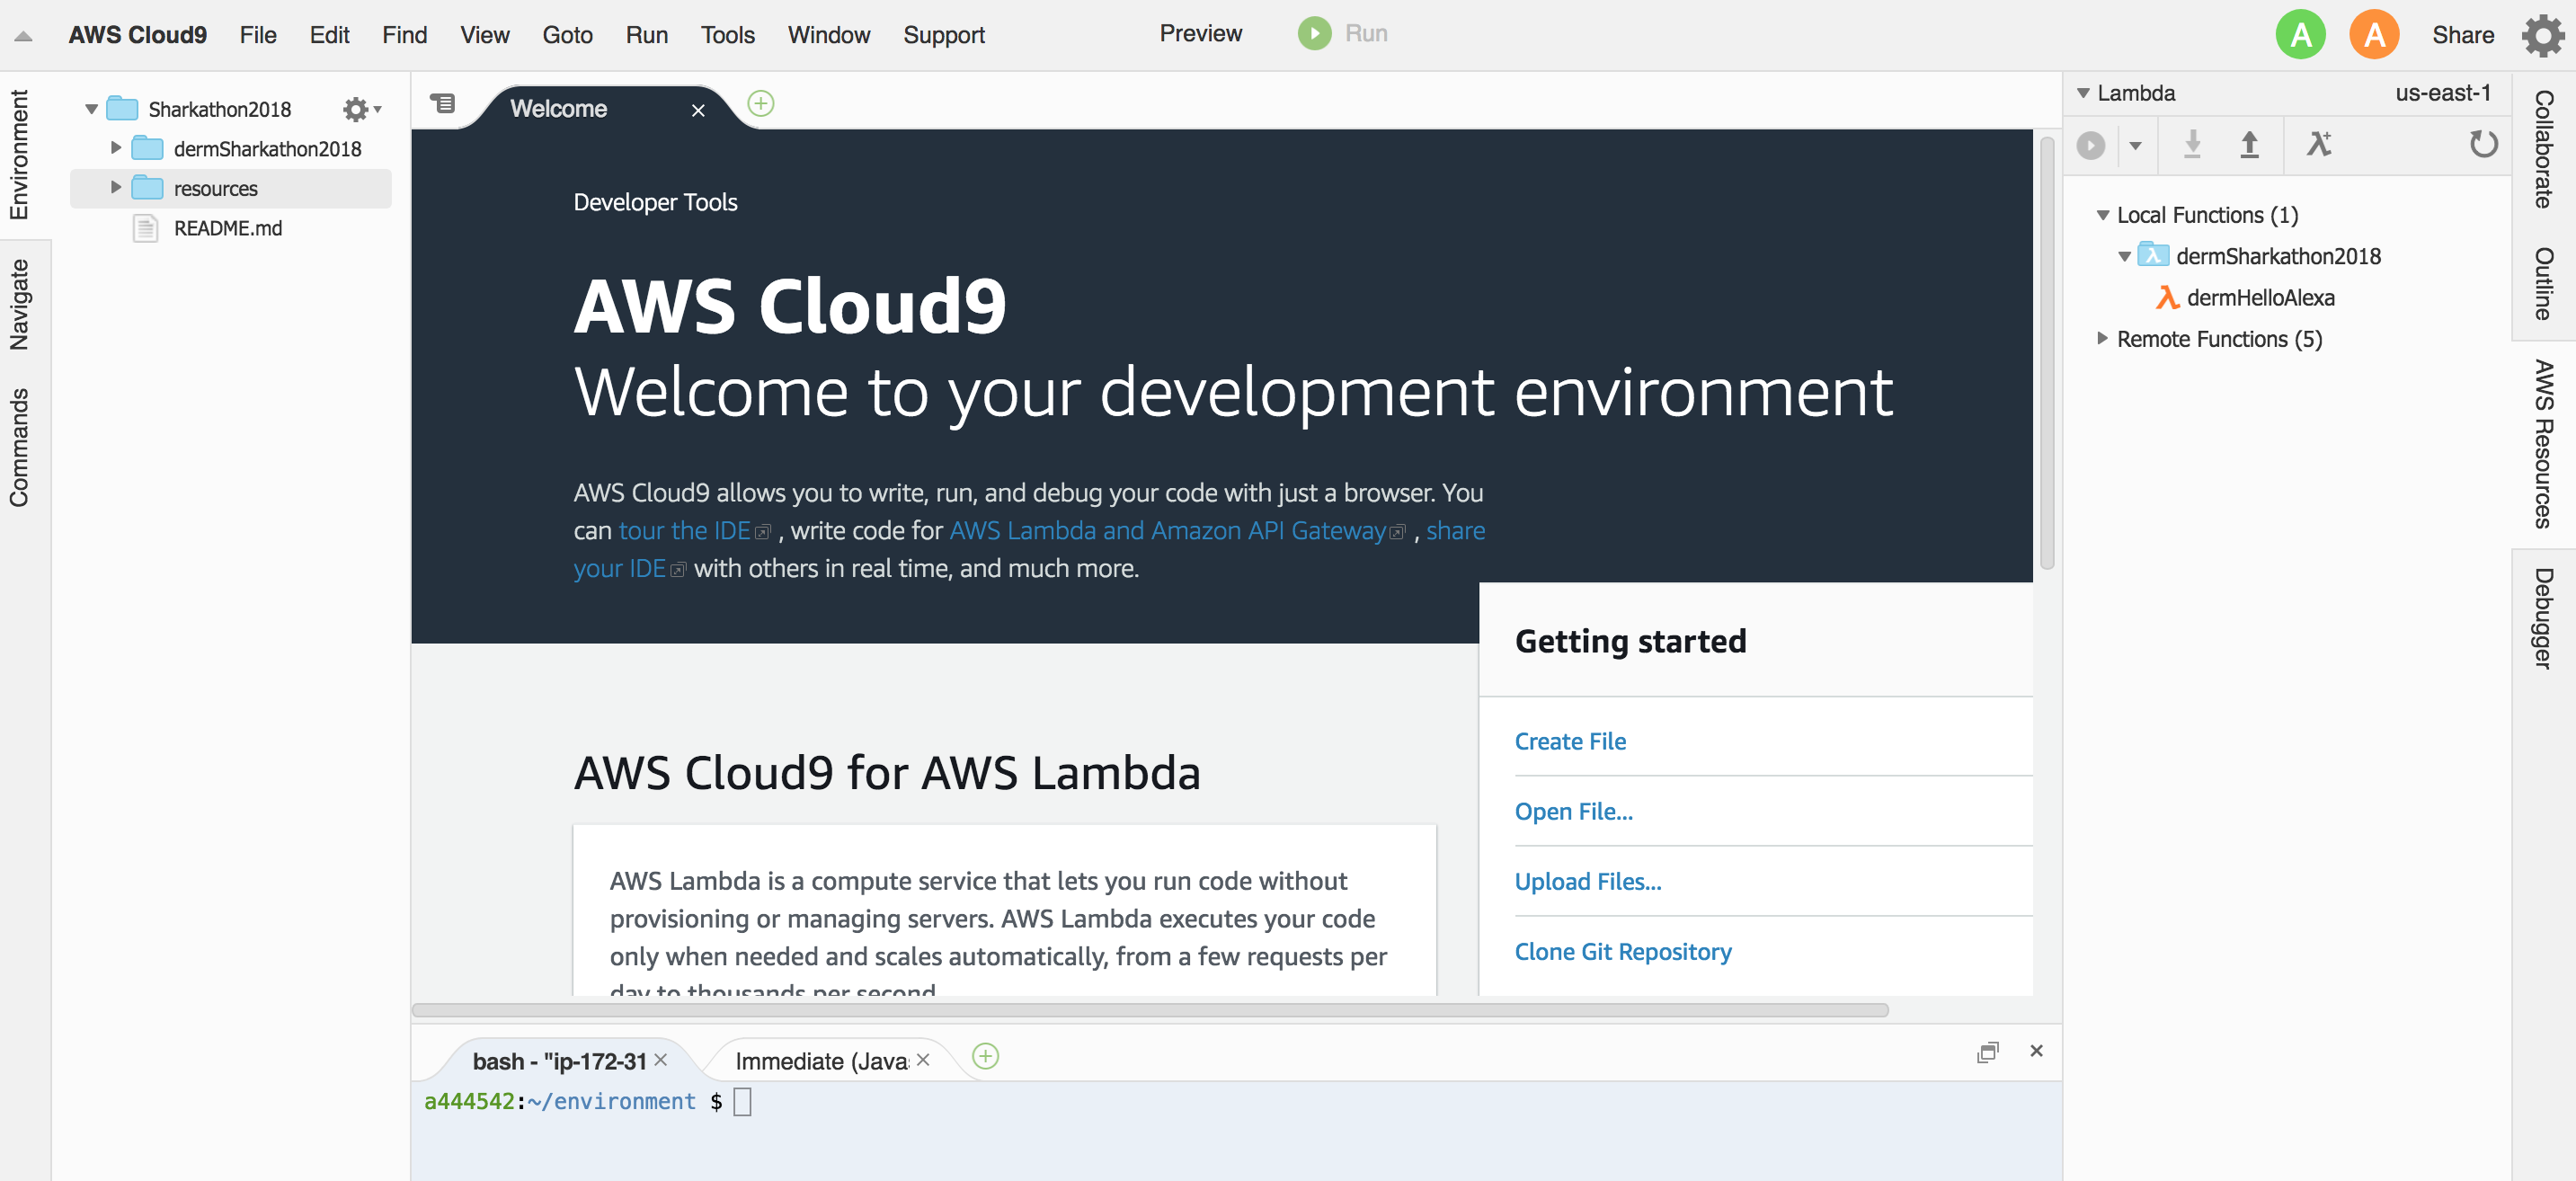 AWS Cloud9 File Edit Find View Goto Run Tools Window Support Preview Run A A Share
Environment
Navigate
Commands
Sharkathon2018
dermSharkathon2018
resources
README.md
Welcome
Developer Tools
AWS Cloud9
Welcome to your development environment
AWS Cloud9 allows you to write, run, and debug your code with just a browser. You
can tour the IDE , write code for AWS Lambda and Amazon API Gateway , share
your IDE with others in real time, and much more.
Getting started
Create File
Open File...
Upload Files...
Clone Git Repository
AWS Cloud9 for AWS Lambda
AWS Lambda is a compute service that lets you run code without
provisioning or managing servers. AWS Lambda executes your code
only when needed and scales automatically, from a few requests per
day to thousands per second
bash - "ip-172-31 Immediate (Java
a444542:~/environment $
Lambda us-east-1
Local Functions (1)
dermSharkathon2018
dermHelloAlexa
Remote Functions (5)
Collaborate
Outline
AWS Resources
Debugger